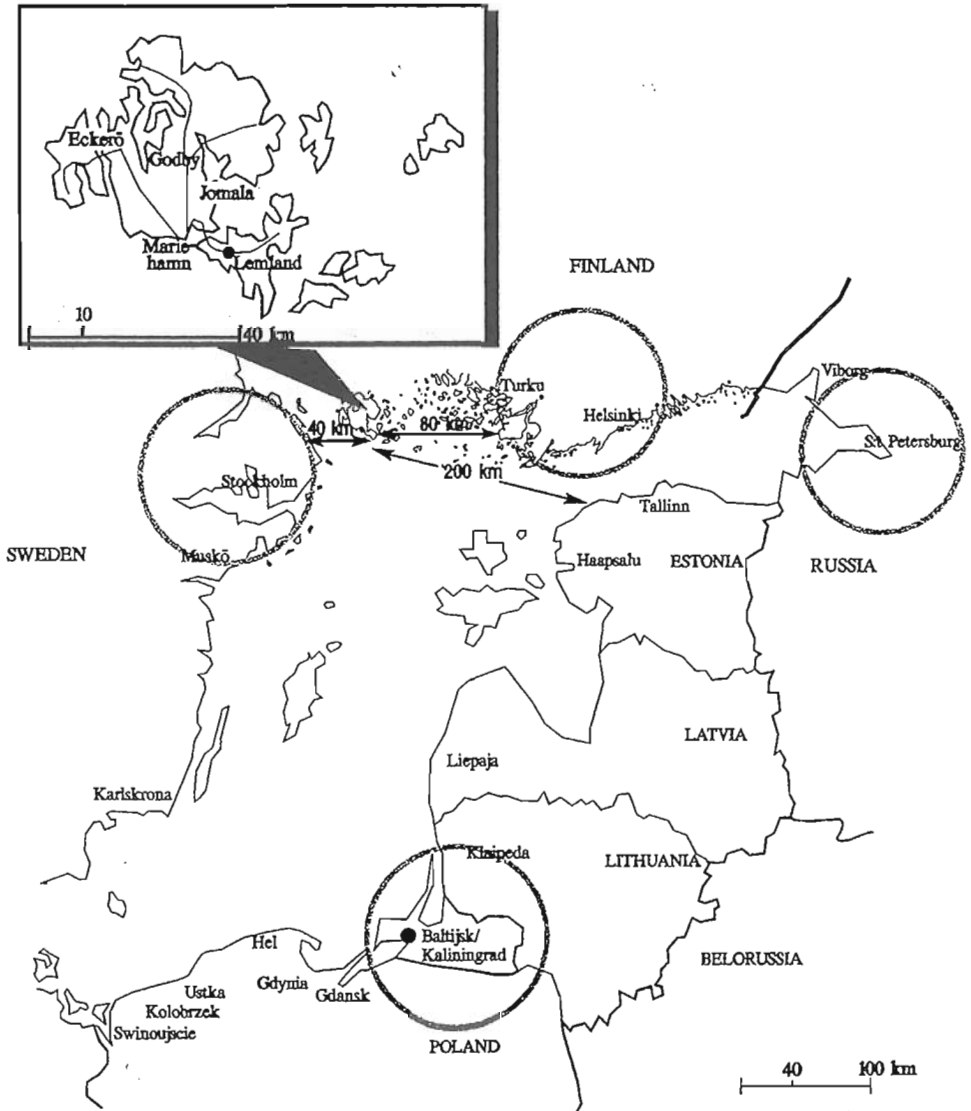 Eckerö
Godby
Jomala
Marie
hamn
Lemland
10
40 km
FINLAND
Viborg
Turku
Helsinki
S:t Petersburg
40 km
80 km
200 km
Stockholm
Tallinn
SWEDEN
Muskö
Haapsalu
ESTONIA
RUSSIA
LATVIA
Liepaja
Karlskrona
Klaipeda
LITHUANIA
Baltijsk/
Kaliningrad
Hel
BELORUSSIA
Gdynia
Gdansk
Ustka
Kolobrzek
Swinoujscie
POLAND
40
100 km